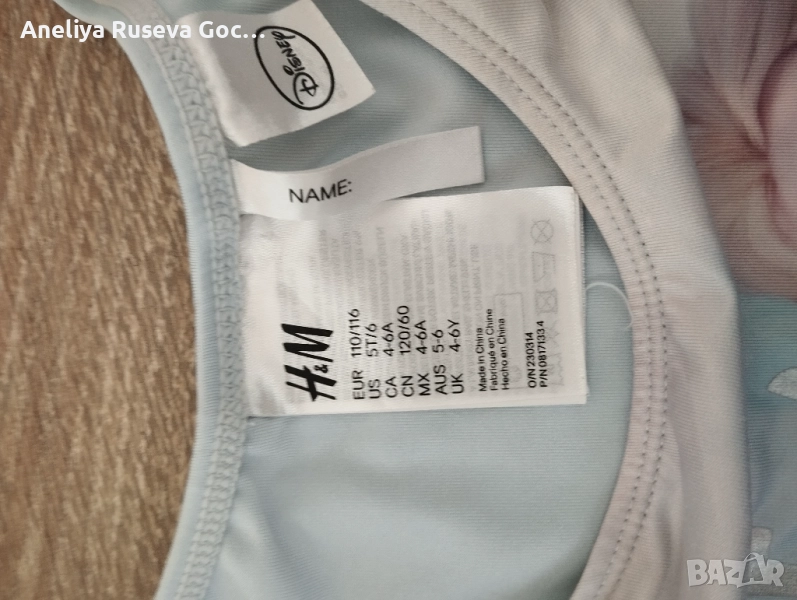 Aneliya Ruseva Goc...
Disney
NAME:
H&M
EUR 110/116
US 5T/6
CA 4-6A
CN 120/60
MX 4-6A
AUS 5-6
UK 4-6Y
Made in China
Fabriqué en Chine
Hecho en China
O/N 230314
P/N 0817133.4
BAZAR